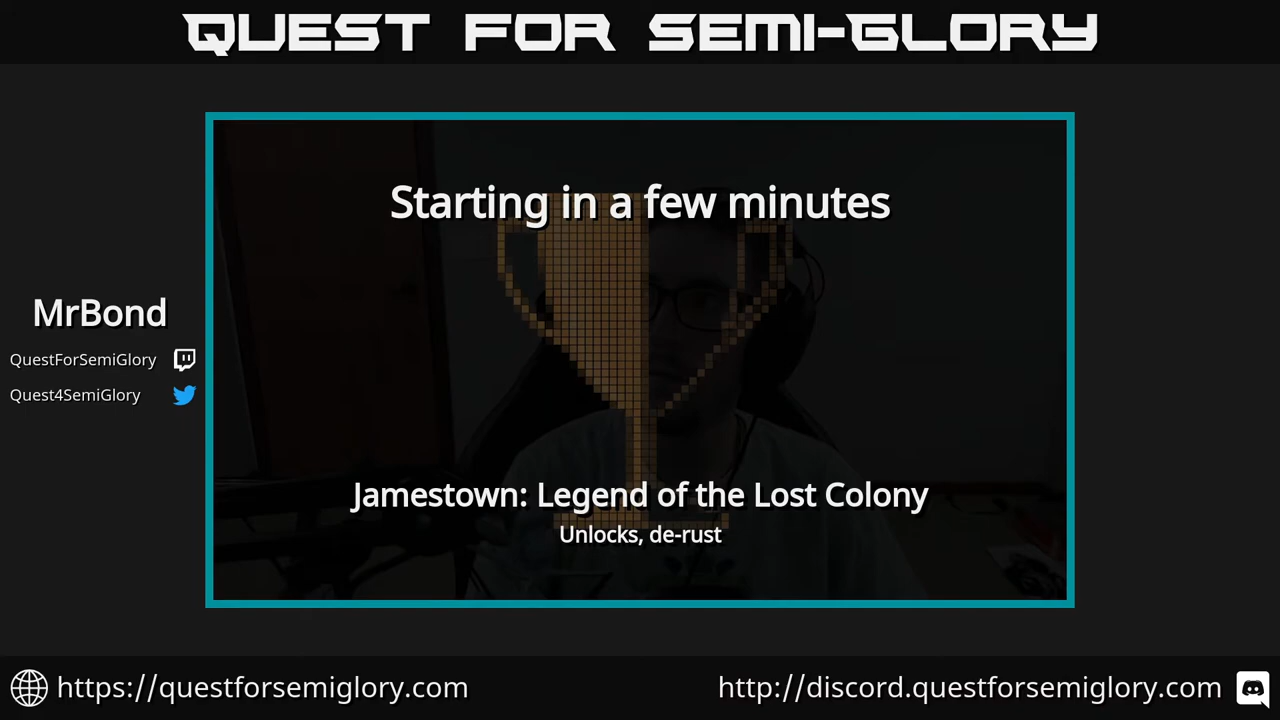 QUEST FOR SEMI-GLORY
Starting in a few minutes
MrBond
QuestForSemiGlory
Quest4SemiGlory
Jamestown: Legend of the Lost Colony
Unlocks, de-rust
https://questforsemiglory.com
http://discord.questforsemiglory.com